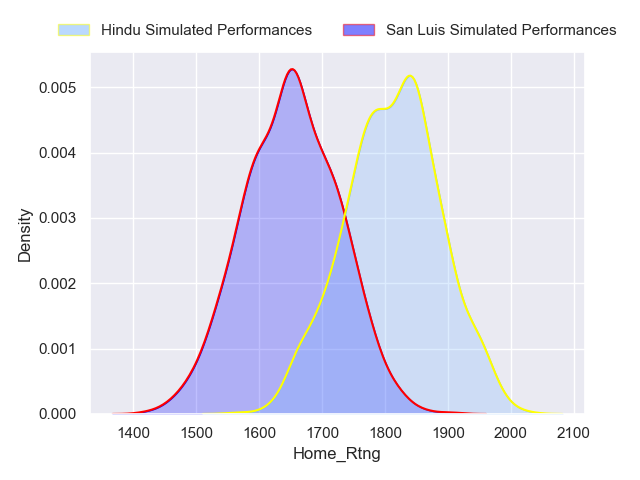 Hindu Simulated Performances San Luis Simulated Performances
0.005
0.004
0.003
0.002
0.001
0.000
Density
1400 1500 1600 1700 1800 1900 2000 2100
Home_Rtng